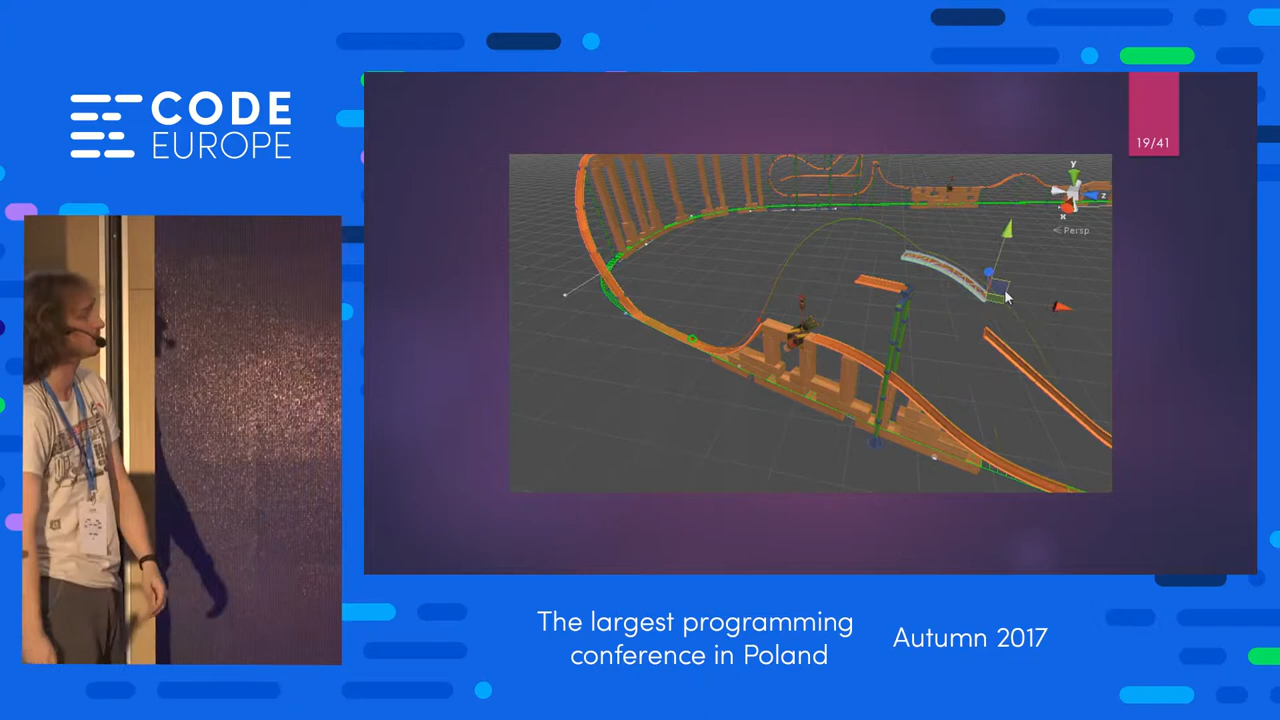 CODE
EUROPE
19/41
y
z
x
< Persp
The largest programming
conference in Poland
Autumn 2017